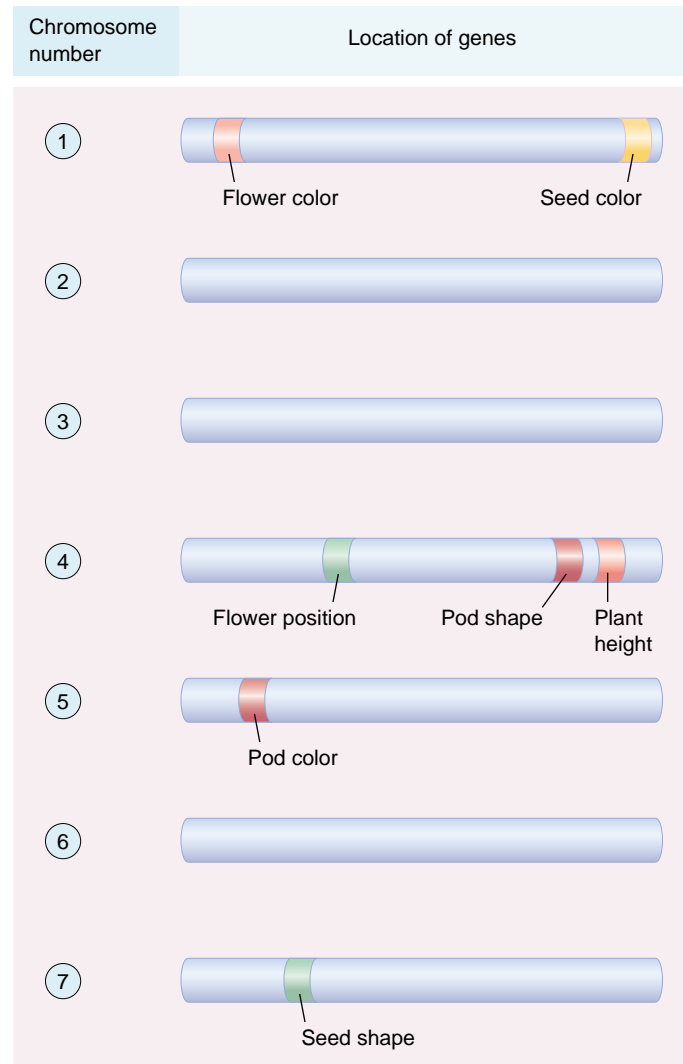 Chromosome
number
Location of genes
1
Flower color
Seed color
2
3
4
Flower position
Pod shape
Plant
height
5
Pod color
6
7
Seed shape